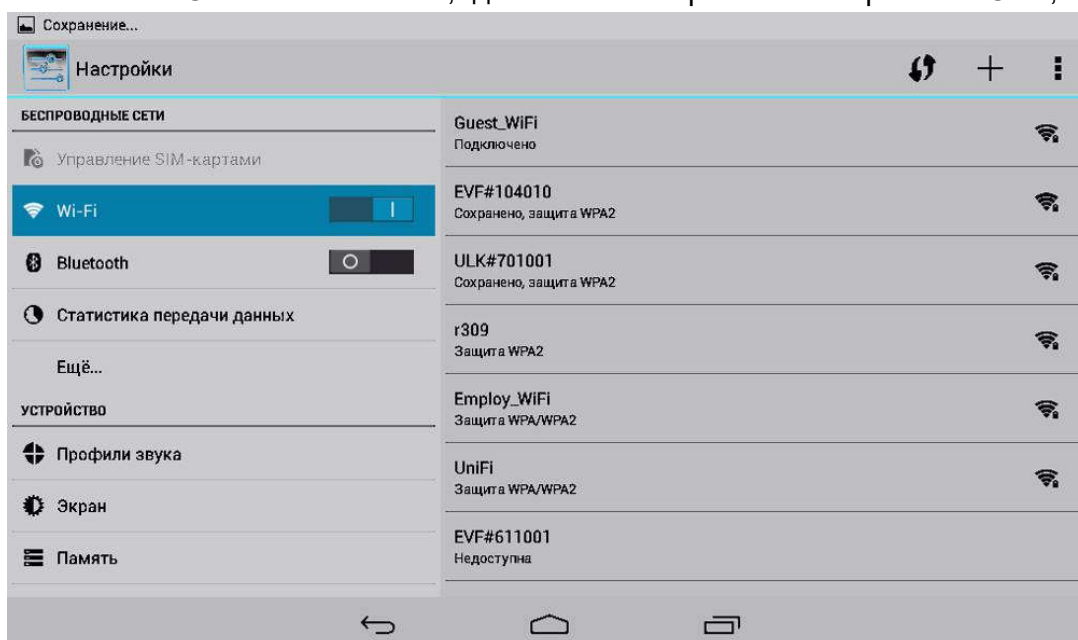 Сохранение...
Настройки
БЕСПРОВОДНЫЕ СЕТИ
Управление SIM-картами
Wi-Fi
Bluetooth
Статистика передачи данных
Ещё...
УСТРОЙСТВО
Профили звука
Экран
Память
Guest_WiFi
Подключено
EVF#104010
Сохранено, защита WPA2
ULK#701001
Сохранено, защита WPA2
r309
Защита WPA2
Employ_WiFi
Защита WPA/WPA2
UniFi
Защита WPA/WPA2
EVF#611001
Недоступна